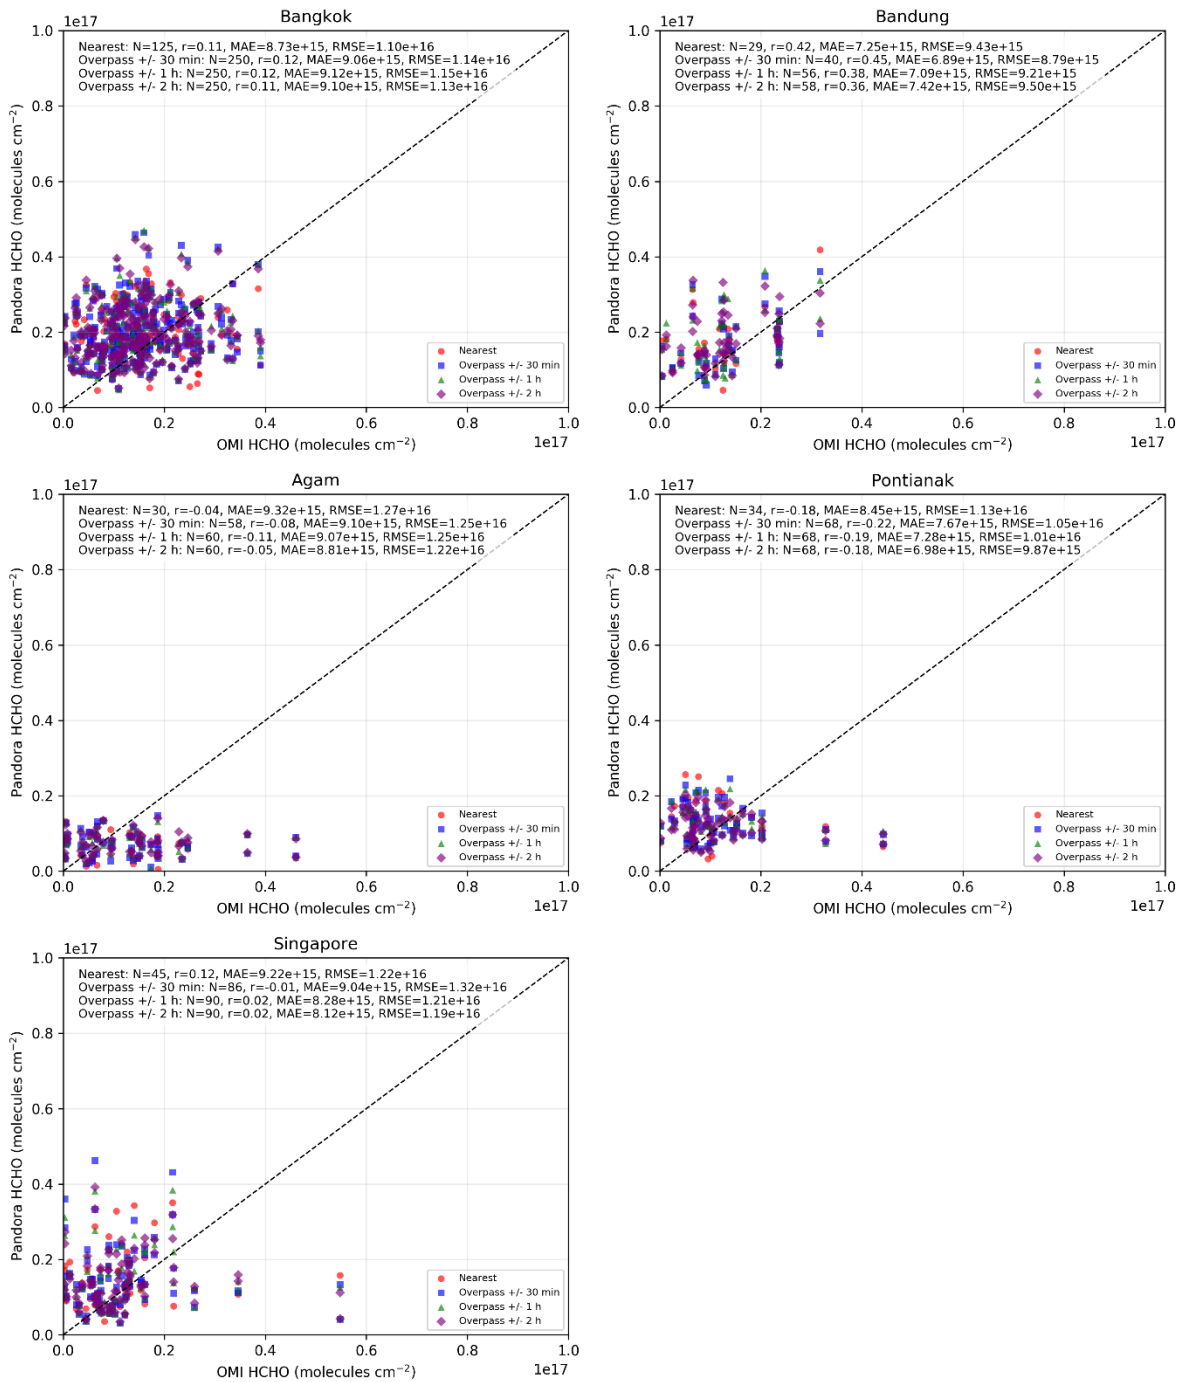 Bangkok
1e17
Nearest: N=125, r=0.11, MAE=8.73e+15, RMSE=1.10e+16
Overpass +/- 30 min: N=250, r=0.12, MAE=9.06e+15, RMSE=1.14e+16
Overpass +/- 1 h: N=250, r=0.12, MAE=9.12e+15, RMSE=1.15e+16
Overpass +/- 2 h: N=250, r=0.11, MAE=9.10e+15, RMSE=1.13e+16
1.0
0.8
0.6
0.4
0.2
0.0
Pandora HCHO (molecules cm⁻²)
Nearest
Overpass +/- 30 min
Overpass +/- 1 h
Overpass +/- 2 h
0.0 0.2 0.4 0.6 0.8 1.0
OMI HCHO (molecules cm⁻²)
1e17
Bandung
1e17
Nearest: N=29, r=0.42, MAE=7.25e+15, RMSE=9.43e+15
Overpass +/- 30 min: N=40, r=0.45, MAE=6.89e+15, RMSE=8.79e+15
Overpass +/- 1 h: N=56, r=0.38, MAE=7.09e+15, RMSE=9.21e+15
Overpass +/- 2 h: N=58, r=0.36, MAE=7.42e+15, RMSE=9.50e+15
1.0
0.8
0.6
0.4
0.2
0.0
Pandora HCHO (molecules cm⁻²)
Nearest
Overpass +/- 30 min
Overpass +/- 1 h
Overpass +/- 2 h
0.0 0.2 0.4 0.6 0.8 1.0
OMI HCHO (molecules cm⁻²)
1e17
Agam
1e17
Nearest: N=30, r=-0.04, MAE=9.32e+15, RMSE=1.27e+16
Overpass +/- 30 min: N=58, r=-0.08, MAE=9.10e+15, RMSE=1.25e+16
Overpass +/- 1 h: N=60, r=-0.11, MAE=9.07e+15, RMSE=1.25e+16
Overpass +/- 2 h: N=60, r=-0.05, MAE=8.81e+15, RMSE=1.22e+16
1.0
0.8
0.6
0.4
0.2
0.0
Pandora HCHO (molecules cm⁻²)
Nearest
Overpass +/- 30 min
Overpass +/- 1 h
Overpass +/- 2 h
0.0 0.2 0.4 0.6 0.8 1.0
OMI HCHO (molecules cm⁻²)
1e17
Pontianak
1e17
Nearest: N=34, r=-0.18, MAE=8.45e+15, RMSE=1.13e+16
Overpass +/- 30 min: N=68, r=-0.22, MAE=7.67e+15, RMSE=1.05e+16
Overpass +/- 1 h: N=68, r=-0.19, MAE=7.28e+15, RMSE=1.01e+16
Overpass +/- 2 h: N=68, r=-0.18, MAE=6.98e+15, RMSE=9.87e+15
1.0
0.8
0.6
0.4
0.2
0.0
Pandora HCHO (molecules cm⁻²)
Nearest
Overpass +/- 30 min
Overpass +/- 1 h
Overpass +/- 2 h
0.0 0.2 0.4 0.6 0.8 1.0
OMI HCHO (molecules cm⁻²)
1e17
Singapore
1e17
Nearest: N=45, r=0.12, MAE=9.22e+15, RMSE=1.22e+16
Overpass +/- 30 min: N=86, r=-0.01, MAE=9.04e+15, RMSE=1.32e+16
Overpass +/- 1 h: N=90, r=0.02, MAE=8.28e+15, RMSE=1.21e+16
Overpass +/- 2 h: N=90, r=0.02, MAE=8.12e+15, RMSE=1.19e+16
1.0
0.8
0.6
0.4
0.2
0.0
Pandora HCHO (molecules cm⁻²)
Nearest
Overpass +/- 30 min
Overpass +/- 1 h
Overpass +/- 2 h
0.0 0.2 0.4 0.6 0.8 1.0
OMI HCHO (molecules cm⁻²)
1e17